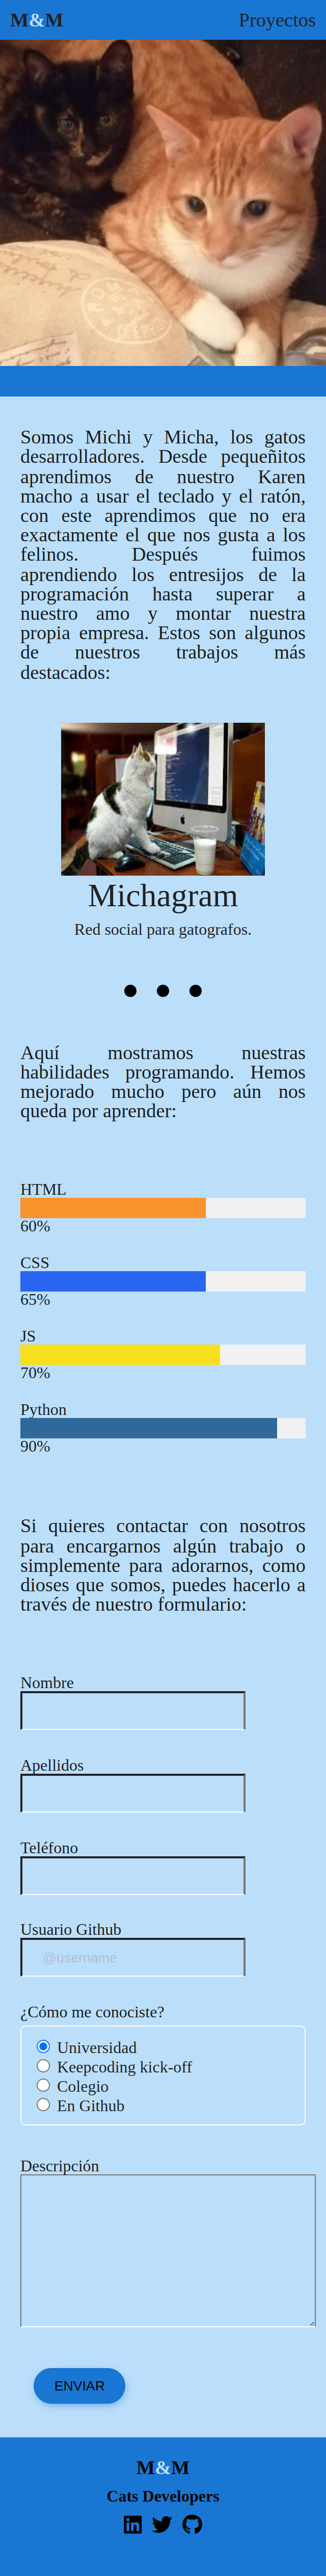 M&M
Proyectos
Somos Michi y Micha, los gatos
desarrolladores. Desde pequeñitos
aprendimos de nuestro Karen
macho a usar el teclado y el ratón,
con este aprendimos que no era
exactamente el que nos gusta a los
felinos. Después fuimos
aprendiendo los entresijos de la
programación hasta superar a
nuestro amo y montar nuestra
propia empresa. Estos son algunos
de nuestros trabajos más
destacados:
Michagram
Red social para gatografos.
Aquí mostramos nuestras
habilidades programando. Hemos
mejorado mucho pero aún nos
queda por aprender:
HTML
60%
CSS
65%
JS
70%
Python
90%
Si quieres contactar con nosotros
para encargarnos algún trabajo o
simplemente para adorarnos, como
dioses que somos, puedes hacerlo a
través de nuestro formulario:
Nombre
Apellidos
Teléfono
Usuario Github
@username
¿Cómo me conociste?
Universidad
Keepcoding kick-off
Colegio
En Github
Descripción
ENVIAR
M&M
Cats Developers